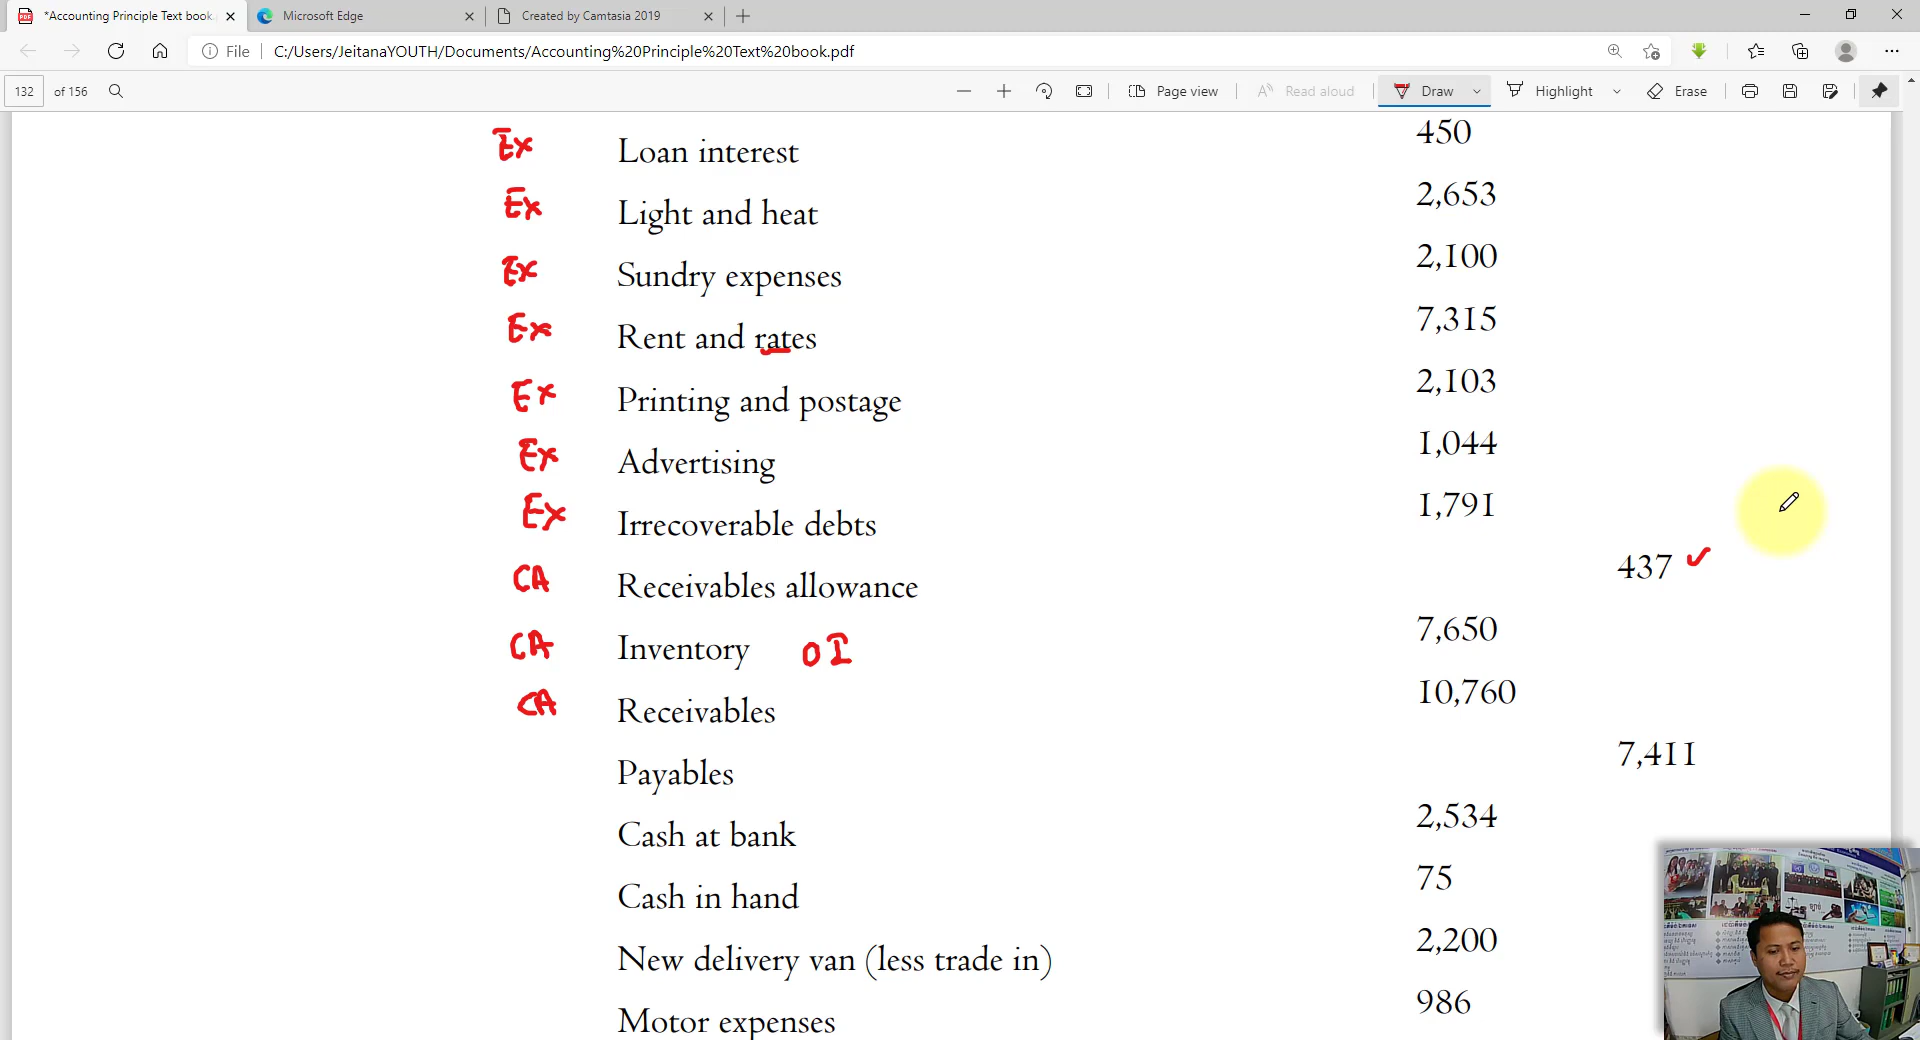 *Accounting Principle Text book.
Microsoft Edge
Created by Camtasia 2019
File
C:/Users/JeitanaYOUTH/Documents/Accounting%20Principle%20Text%20book.pdf
132 of 156
Page view
Read aloud
Draw
Highlight
Erase
Ex Loan interest 450
Ex Light and heat 2,653
Ex Sundry expenses 2,100
Ex Rent and rates 7,315
Ex Printing and postage 2,103
Ex Advertising 1,044
Ex Irrecoverable debts 1,791
CA Receivables allowance 437 ✓
CA Inventory OI 7,650
CA Receivables 10,760
Payables 7,411
Cash at bank 2,534
Cash in hand 75
New delivery van (less trade in) 2,200
Motor expenses 986